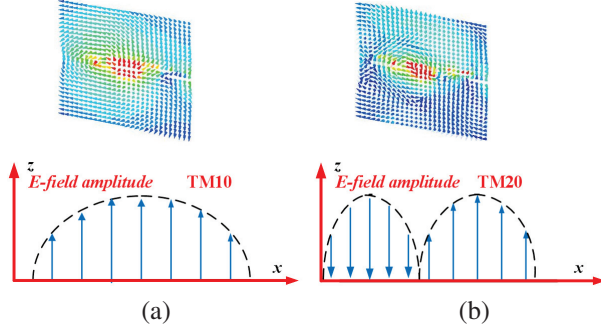 z
E-field amplitude TM10
x
(a)
z
E-field amplitude TM20
x
(b)